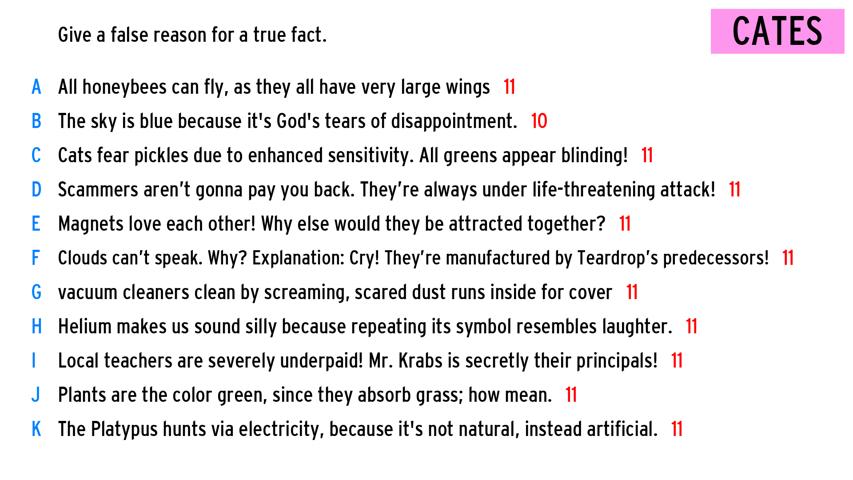 Give a false reason for a true fact.
CATES
A All honeybees can fly, as they all have very large wings 11
B The sky is blue because it's God's tears of disappointment. 10
C Cats fear pickles due to enhanced sensitivity. All greens appear blinding! 11
D Scammers aren’t gonna pay you back. They’re always under life-threatening attack! 11
E Magnets love each other! Why else would they be attracted together? 11
F Clouds can’t speak. Why? Explanation: Cry! They’re manufactured by Teardrop’s predecessors! 11
G vacuum cleaners clean by screaming, scared dust runs inside for cover 11
H Helium makes us sound silly because repeating its symbol resembles laughter. 11
I Local teachers are severely underpaid! Mr. Krabs is secretly their principals! 11
J Plants are the color green, since they absorb grass; how mean. 11
K The Platypus hunts via electricity, because it's not natural, instead artificial. 11